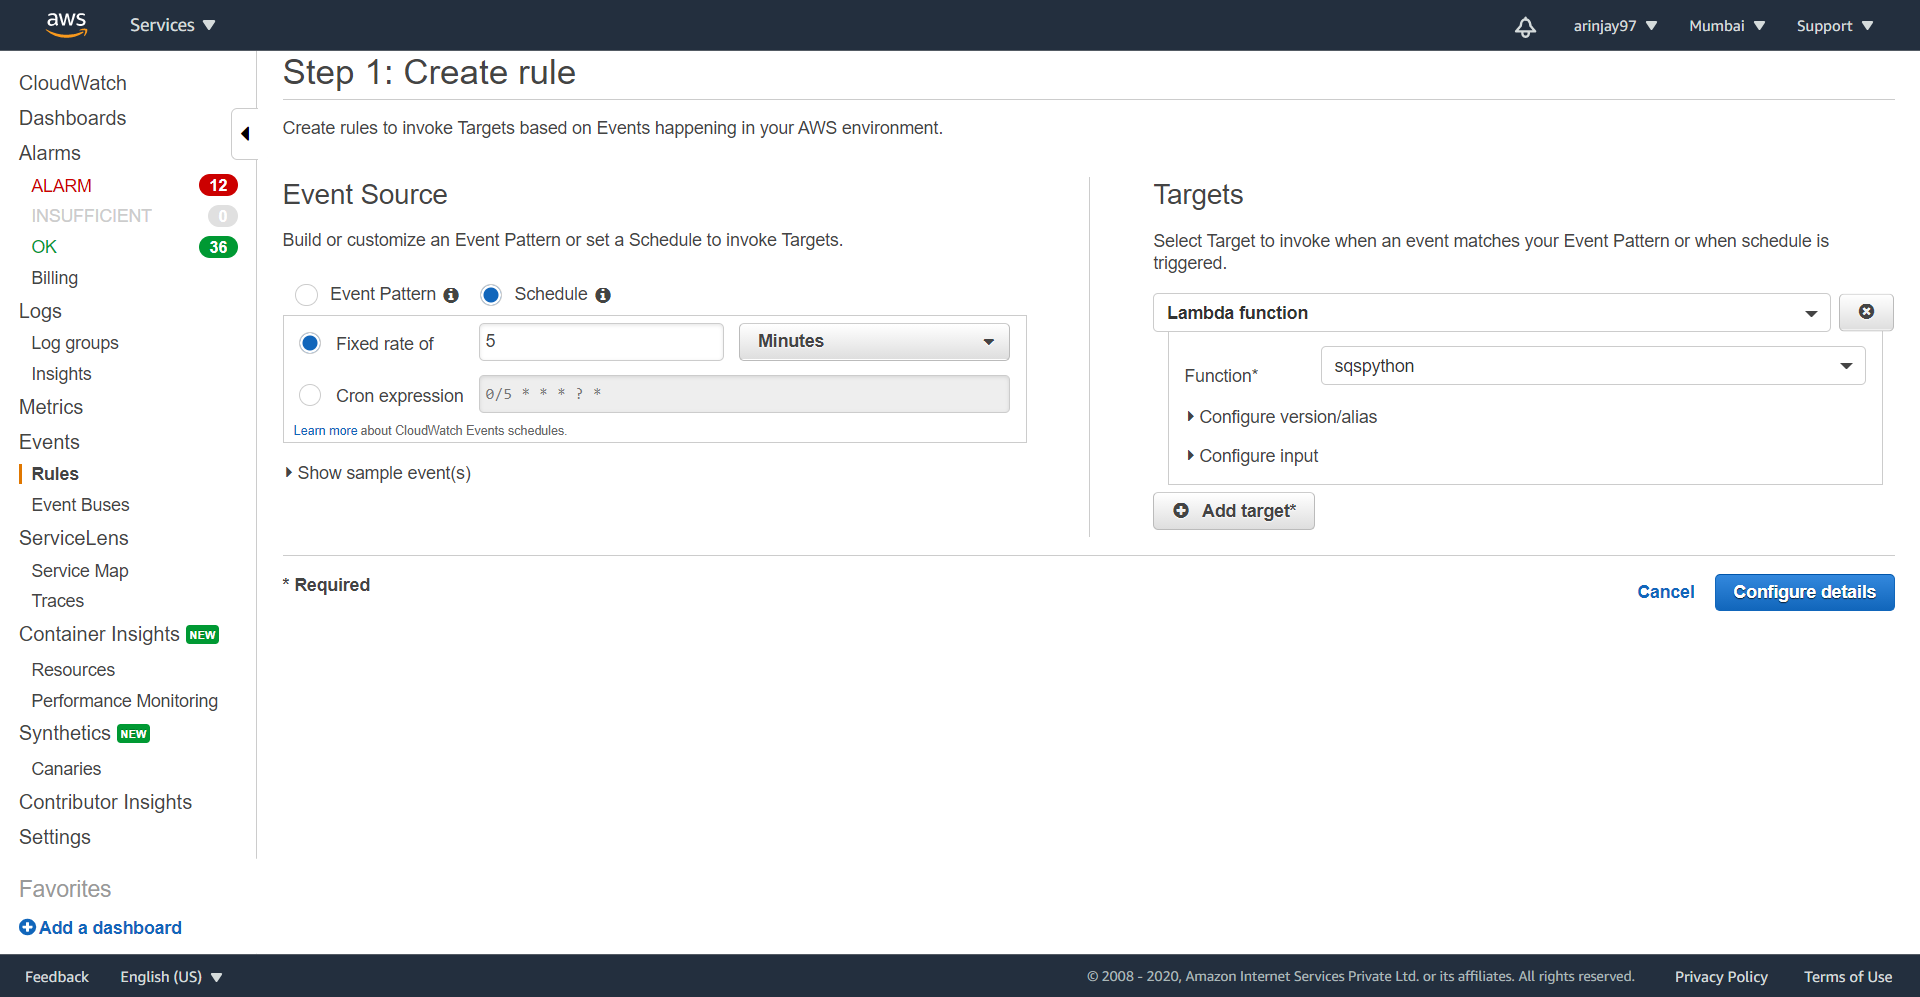 aws Services arinjay97 Mumbai Support
CloudWatch
Dashboards
Alarms
ALARM 12
INSUFFICIENT 0
OK 36
Billing
Logs
Log groups
Insights
Metrics
Events
Rules
Event Buses
ServiceLens
Service Map
Traces
Container Insights NEW
Resources
Performance Monitoring
Synthetics NEW
Canaries
Contributor Insights
Settings
Favorites
Add a dashboard
Step 1: Create rule
Create rules to invoke Targets based on Events happening in your AWS environment.
Event Source
Build or customize an Event Pattern or set a Schedule to invoke Targets.
Event Pattern Schedule
Fixed rate of 5 Minutes
Cron expression 0/5 * * * ? *
Learn more about CloudWatch Events schedules.
Show sample event(s)
Targets
Select Target to invoke when an event matches your Event Pattern or when schedule is
triggered.
Lambda function
Function* sqspython
Configure version/alias
Configure input
Add target*
* Required
Cancel Configure details
Feedback English (US) © 2008 - 2020, Amazon Internet Services Private Ltd. or its affiliates. All rights reserved. Privacy Policy Terms of Use